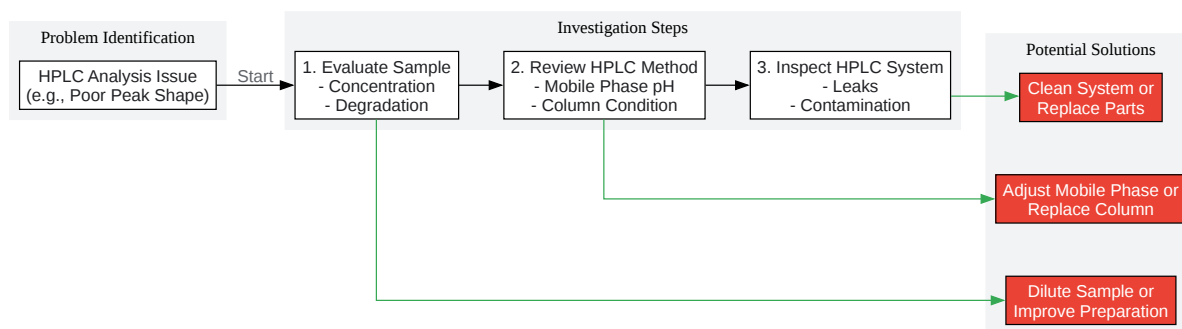 Problem Identification
HPLC Analysis Issue
(e.g., Poor Peak Shape)
Start
Investigation Steps
1. Evaluate Sample
- Concentration
- Degradation
2. Review HPLC Method
- Mobile Phase pH
- Column Condition
3. Inspect HPLC System
- Leaks
- Contamination
Potential Solutions
Clean System or
Replace Parts
Adjust Mobile Phase or
Replace Column
Dilute Sample or
Improve Preparation